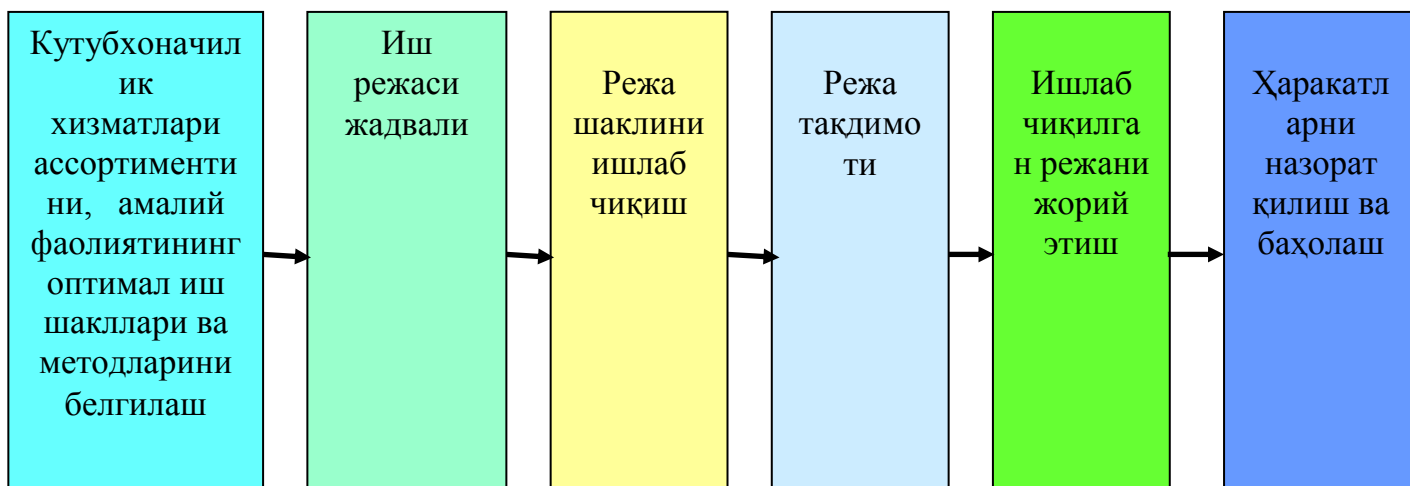 Кутубхоначил
ик
хизматлари
ассортименти
ни, амалий
фаолиятининг
оптимал иш
шакллари ва
методларини
белгилаш
Иш
режаси
жадвали
Режа
шаклини
ишлаб
чиқиш
Режа
тақдимо
ти
Ишлаб
чиқилга
н режани
жорий
этиш
Ҳаракатл
арни
назорат
қилиш ва
баҳолаш